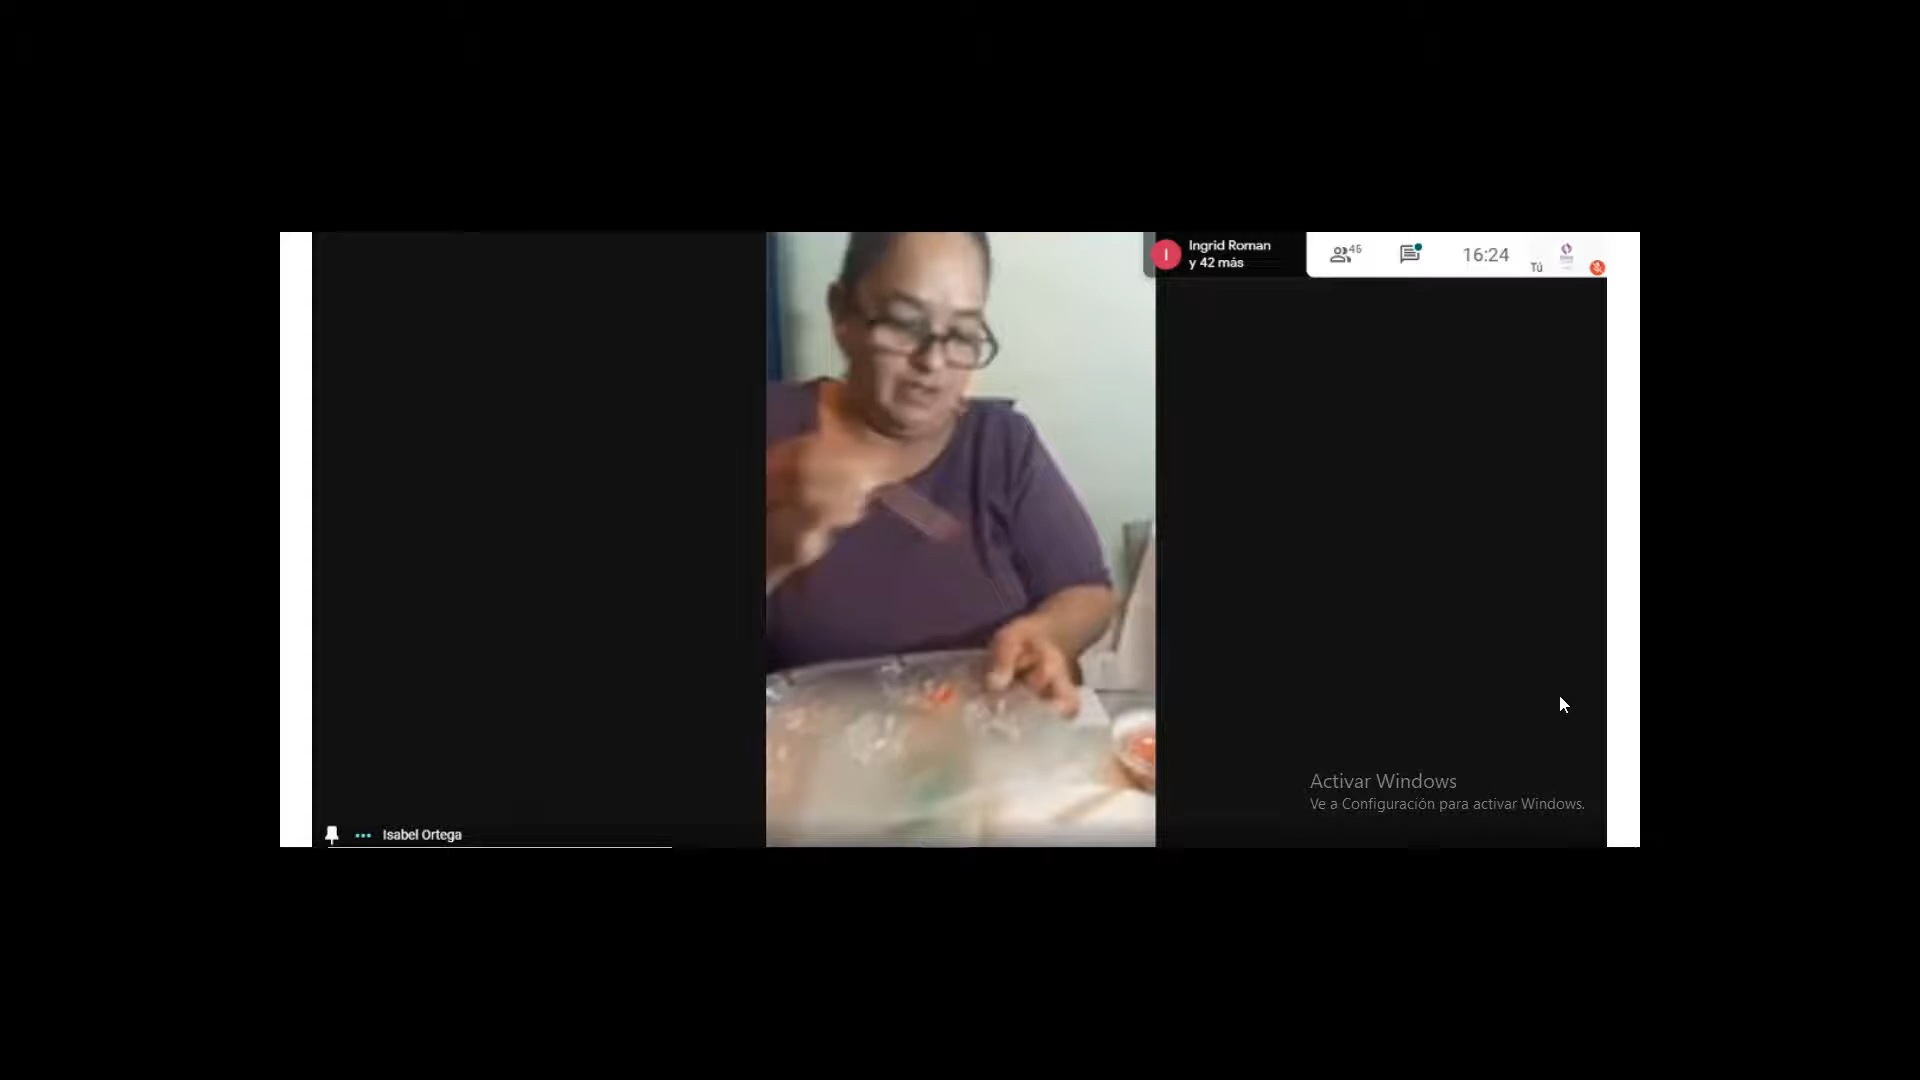 I
Ingrid Roman
y 42 más
45
16:24
Tú
Activar Windows
Ve a Configuración para activar Windows.
Isabel Ortega